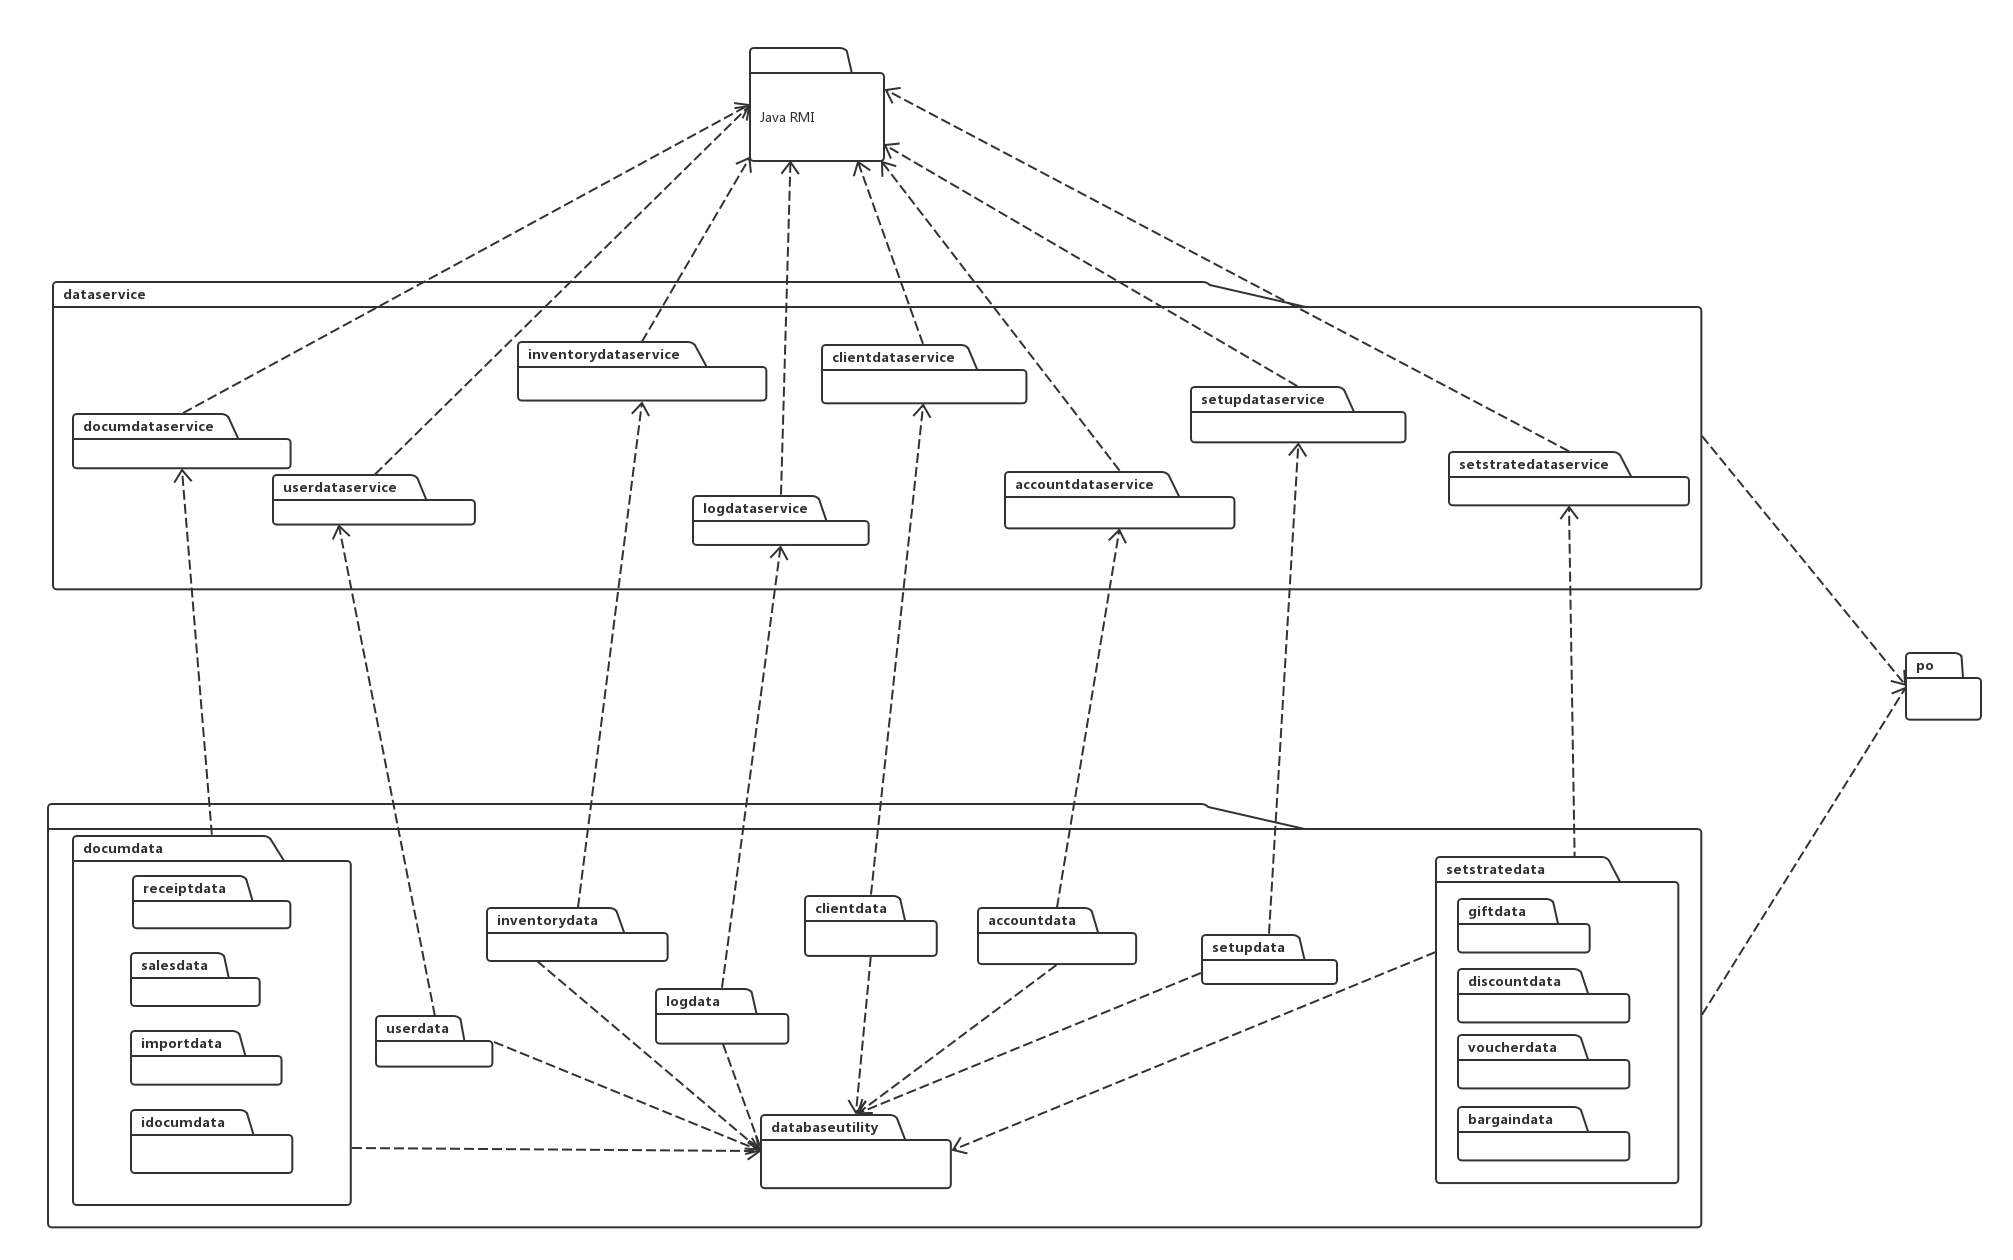 Java RMI
dataservice
inventorydataservice
clientdataservice
setupdataservice
documdataservice
setstratedataservice
userdataservice
accountdataservice
logdataservice
po
documdata
setstratedata
receiptdata
clientdata
giftdata
inventorydata
accountdata
setupdata
salesdata
discountdata
logdata
userdata
importdata
voucherdata
idocumdata
databaseutility
bargaindata